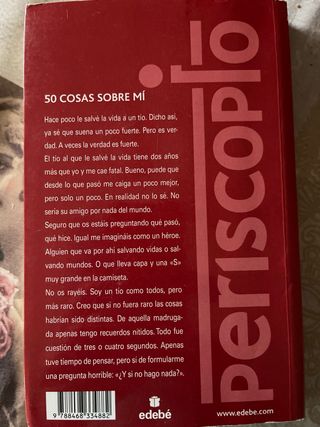 50 COSAS SOBRE MÍ
Hace poco le salvé la vida a un tío. Dicho así,
ya sé que suena un poco fuerte. Pero es ver-
dad. A veces la verdad es fuerte.
El tío al que le salvé la vida tiene dos años
más que yo y me cae fatal. Bueno, puede que
desde lo que pasó me caiga un poco mejor,
pero solo un poco. En realidad no lo sé. No
sería su amigo por nada del mundo.
Seguro que os estáis preguntando qué pasó,
qué hice. Igual me imagináis como un héroe.
Alguien que va por ahí salvando vidas o sal-
vando mundos. O que lleva capa y una «S»
muy grande en la camiseta.
No os rayéis. Soy un tío como todos, pero
más raro. Creo que si no fuera raro las cosas
habrían sido distintas. De aquella madruga-
da apenas tengo recuerdos nítidos. Todo fue
cuestión de tres o cuatro segundos. Apenas
tuve tiempo de pensar, pero sí de formularme
una pregunta horrible: «¿Y si no hago nada?».
periscopio
9 788468 334882
edebé
www.edebe.com